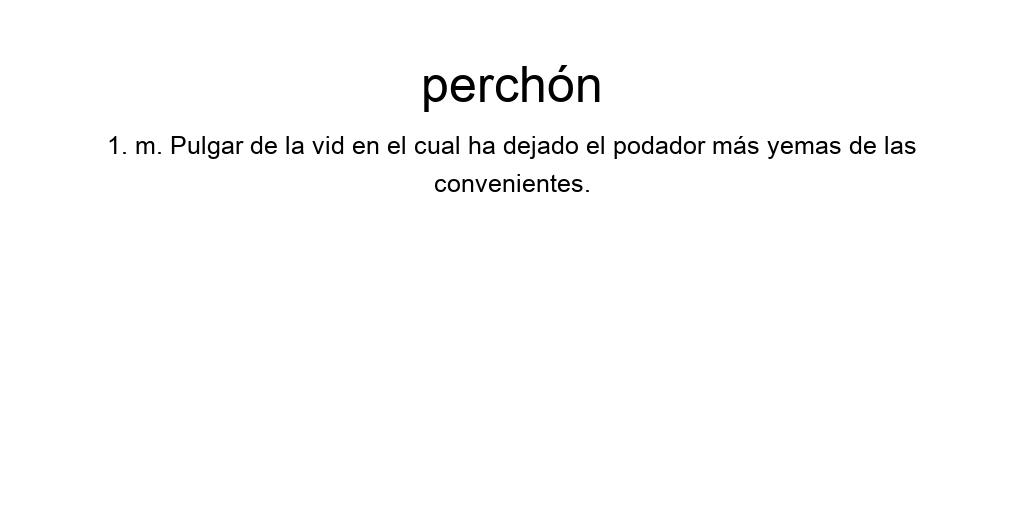 perchón
1. m. Pulgar de la vid en el cual ha dejado el podador más yemas de las
convenientes.